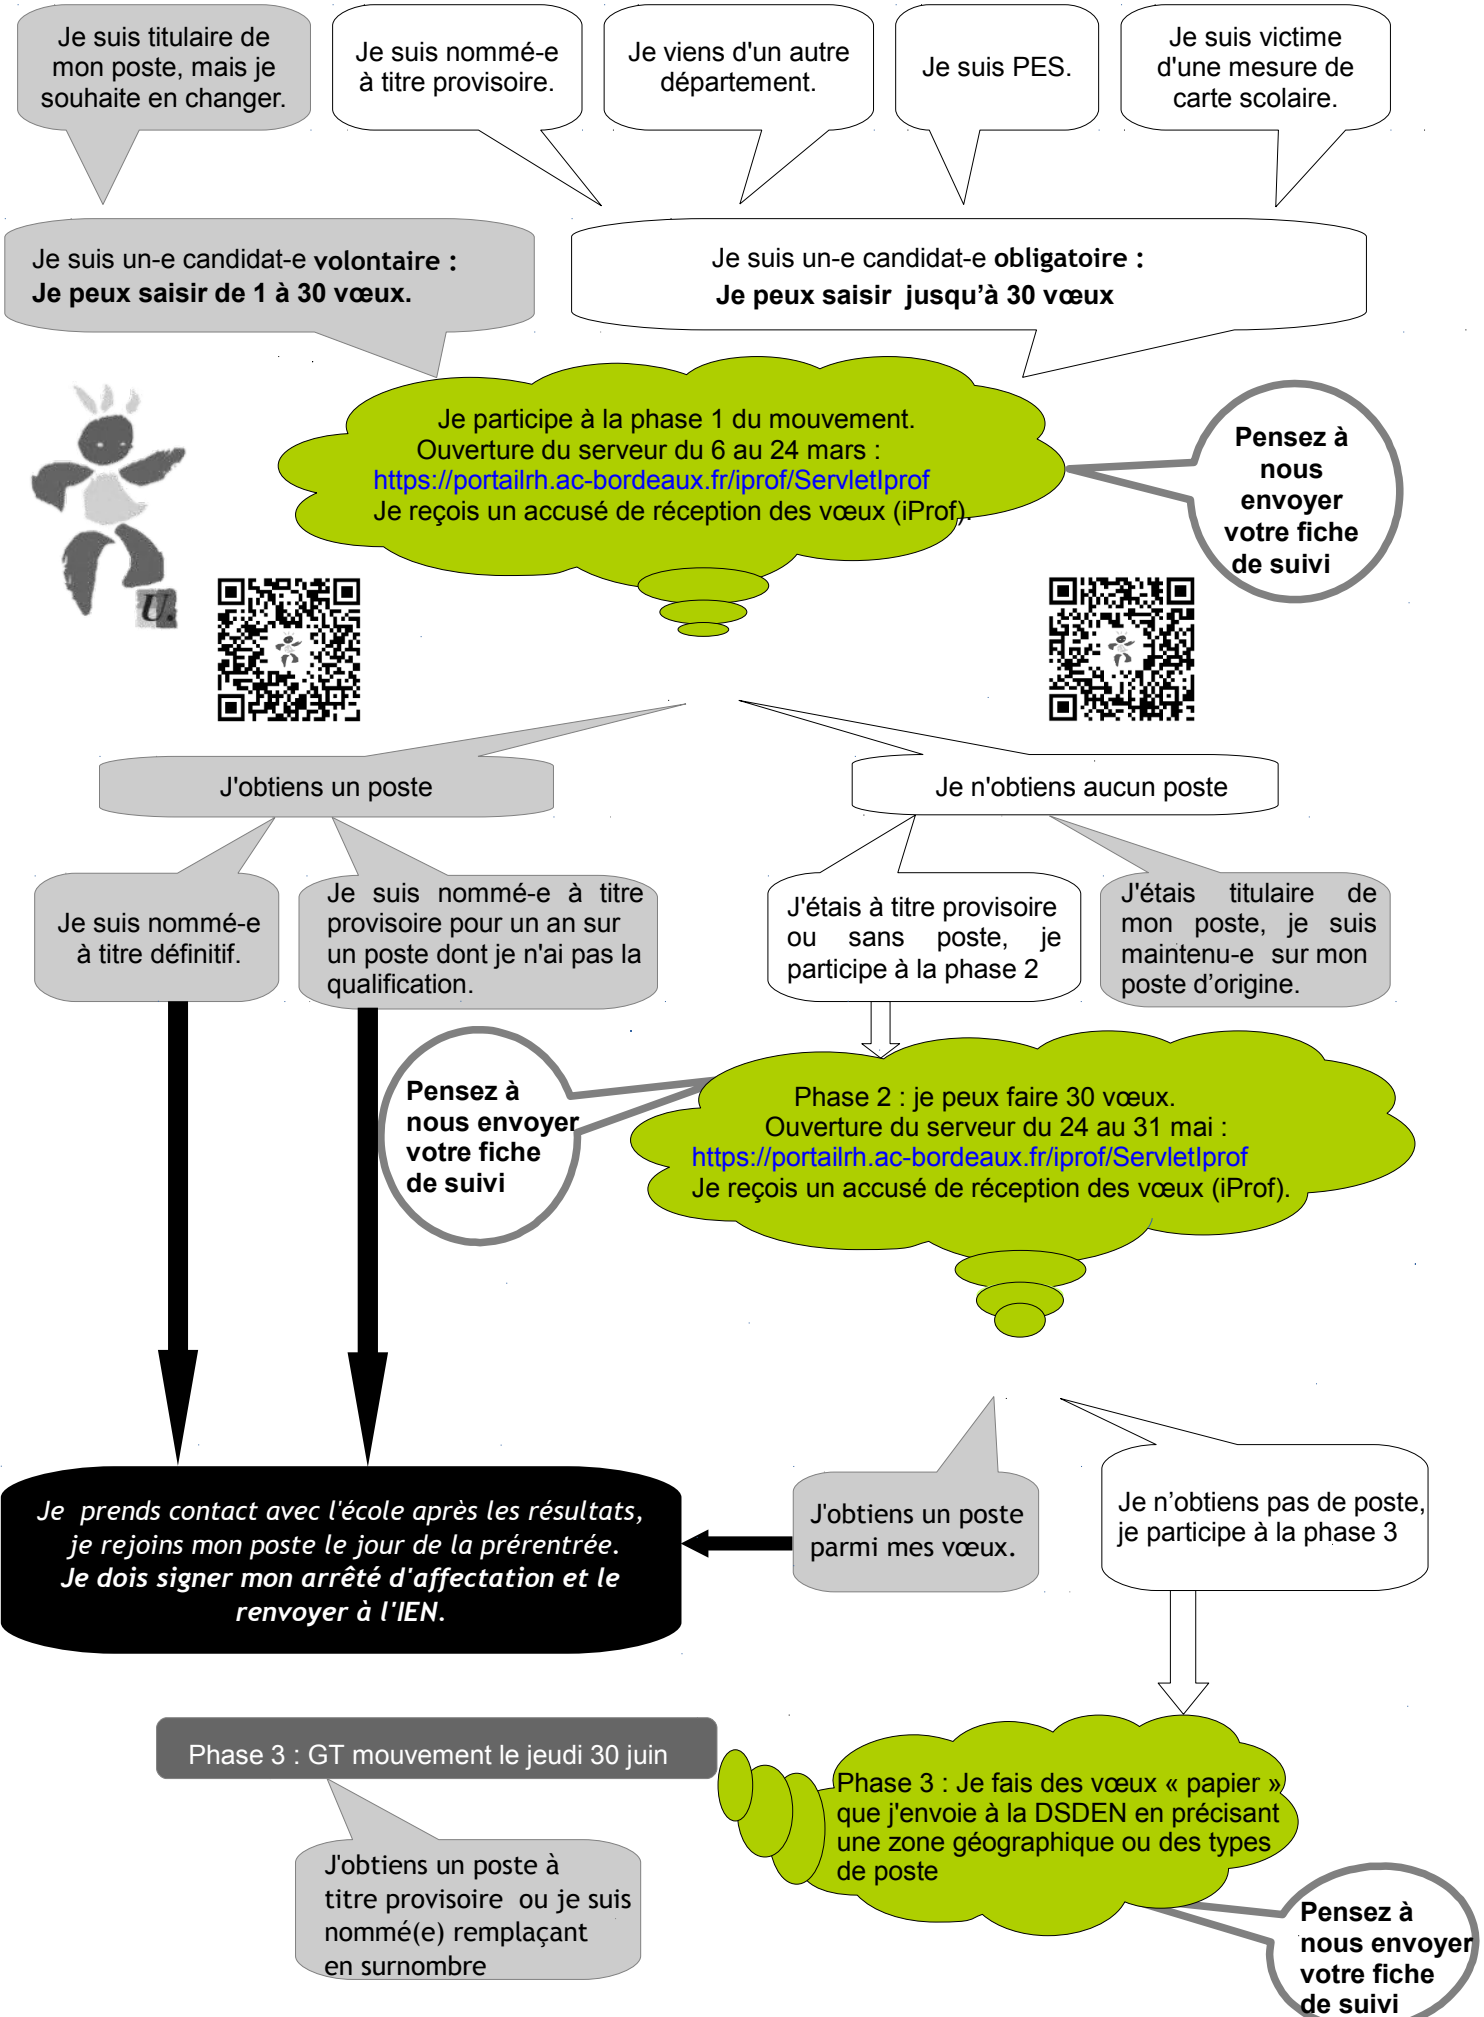 Je suis titulaire de
mon poste, mais je
souhaite en changer.
Je suis nommé-e
à titre provisoire.
Je viens d'un autre
département.
Je suis PES.
Je suis victime
d'une mesure de
carte scolaire.
Je suis un-e candidat-e volontaire :
Je peux saisir de 1 à 30 vœux.
Je suis un-e candidat-e obligatoire :
Je peux saisir jusqu'à 30 vœux
Je participe à la phase 1 du mouvement.
Ouverture du serveur du 6 au 24 mars :
https://portailrh.ac-bordeaux.fr/iprof/ServletIprof
Je reçois un accusé de réception des vœux (iProf).
Pensez à
nous
envoyer
votre fiche
de suivi
U.
J'obtiens un poste
Je n'obtiens aucun poste
Je suis nommé-e
à titre définitif.
Je suis nommé-e à titre
provisoire pour un an sur
un poste dont je n'ai pas la
qualification.
J'étais à titre provisoire
ou sans poste, je
participe à la phase 2
J'étais titulaire de
mon poste, je suis
maintenu-e sur mon
poste d’origine.
Pensez à
nous envoyer
votre fiche
de suivi
Phase 2 : je peux faire 30 vœux.
Ouverture du serveur du 24 au 31 mai :
https://portailrh.ac-bordeaux.fr/iprof/ServletIprof
Je reçois un accusé de réception des vœux (iProf).
Je prends contact avec l'école après les résultats,
je rejoins mon poste le jour de la prérentrée.
Je dois signer mon arrêté d'affectation et le
renvoyer à l'IEN.
J'obtiens un poste
parmi mes vœux.
Je n’obtiens pas de poste,
je participe à la phase 3
Phase 3 : GT mouvement le jeudi 30 juin
Phase 3 : Je fais des vœux « papier »
que j'envoie à la DSDEN en précisant
une zone géographique ou des types
de poste
J'obtiens un poste à
titre provisoire ou je suis
nommé(e) remplaçant
en surnombre
Pensez à
nous envoyer
votre fiche
de suivi